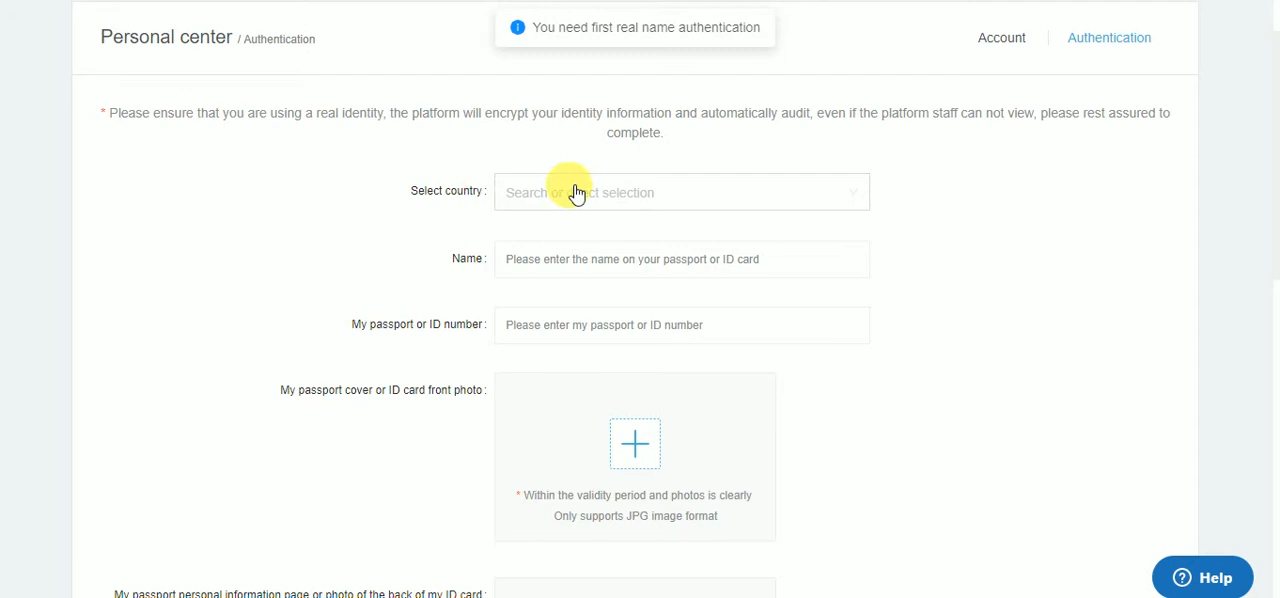 You need first real name authentication
Personal center / Authentication
Account
Authentication
* Please ensure that you are using a real identity, the platform will encrypt your identity information and automatically audit, even if the platform staff can not view, please rest assured to
complete.
Select country :
Search or direct selection
Name :
Please enter the name on your passport or ID card
My passport or ID number :
Please enter my passport or ID number
My passport cover or ID card front photo :
* Within the validity period and photos is clearly
Only supports JPG image format
My passport personal information page or photo of the back of my ID card :
Help